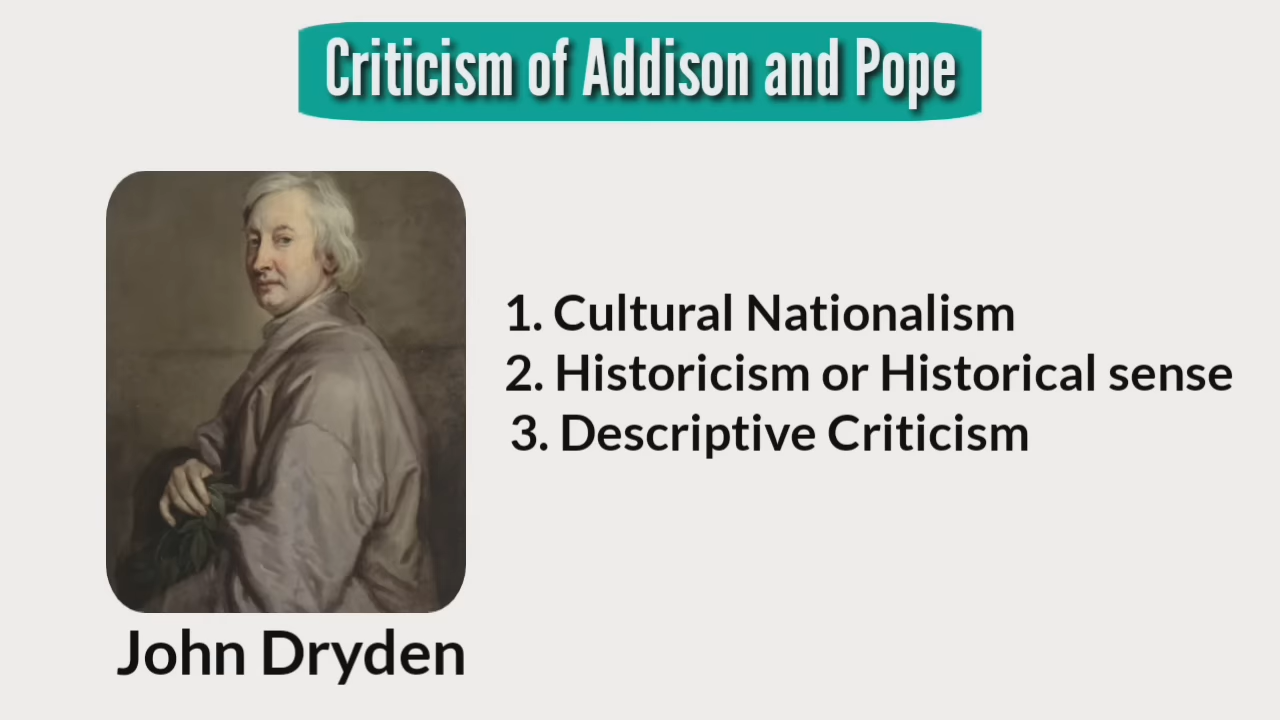 Criticism of Addison and Pope
1. Cultural Nationalism
2. Historicism or Historical sense
3. Descriptive Criticism
John Dryden